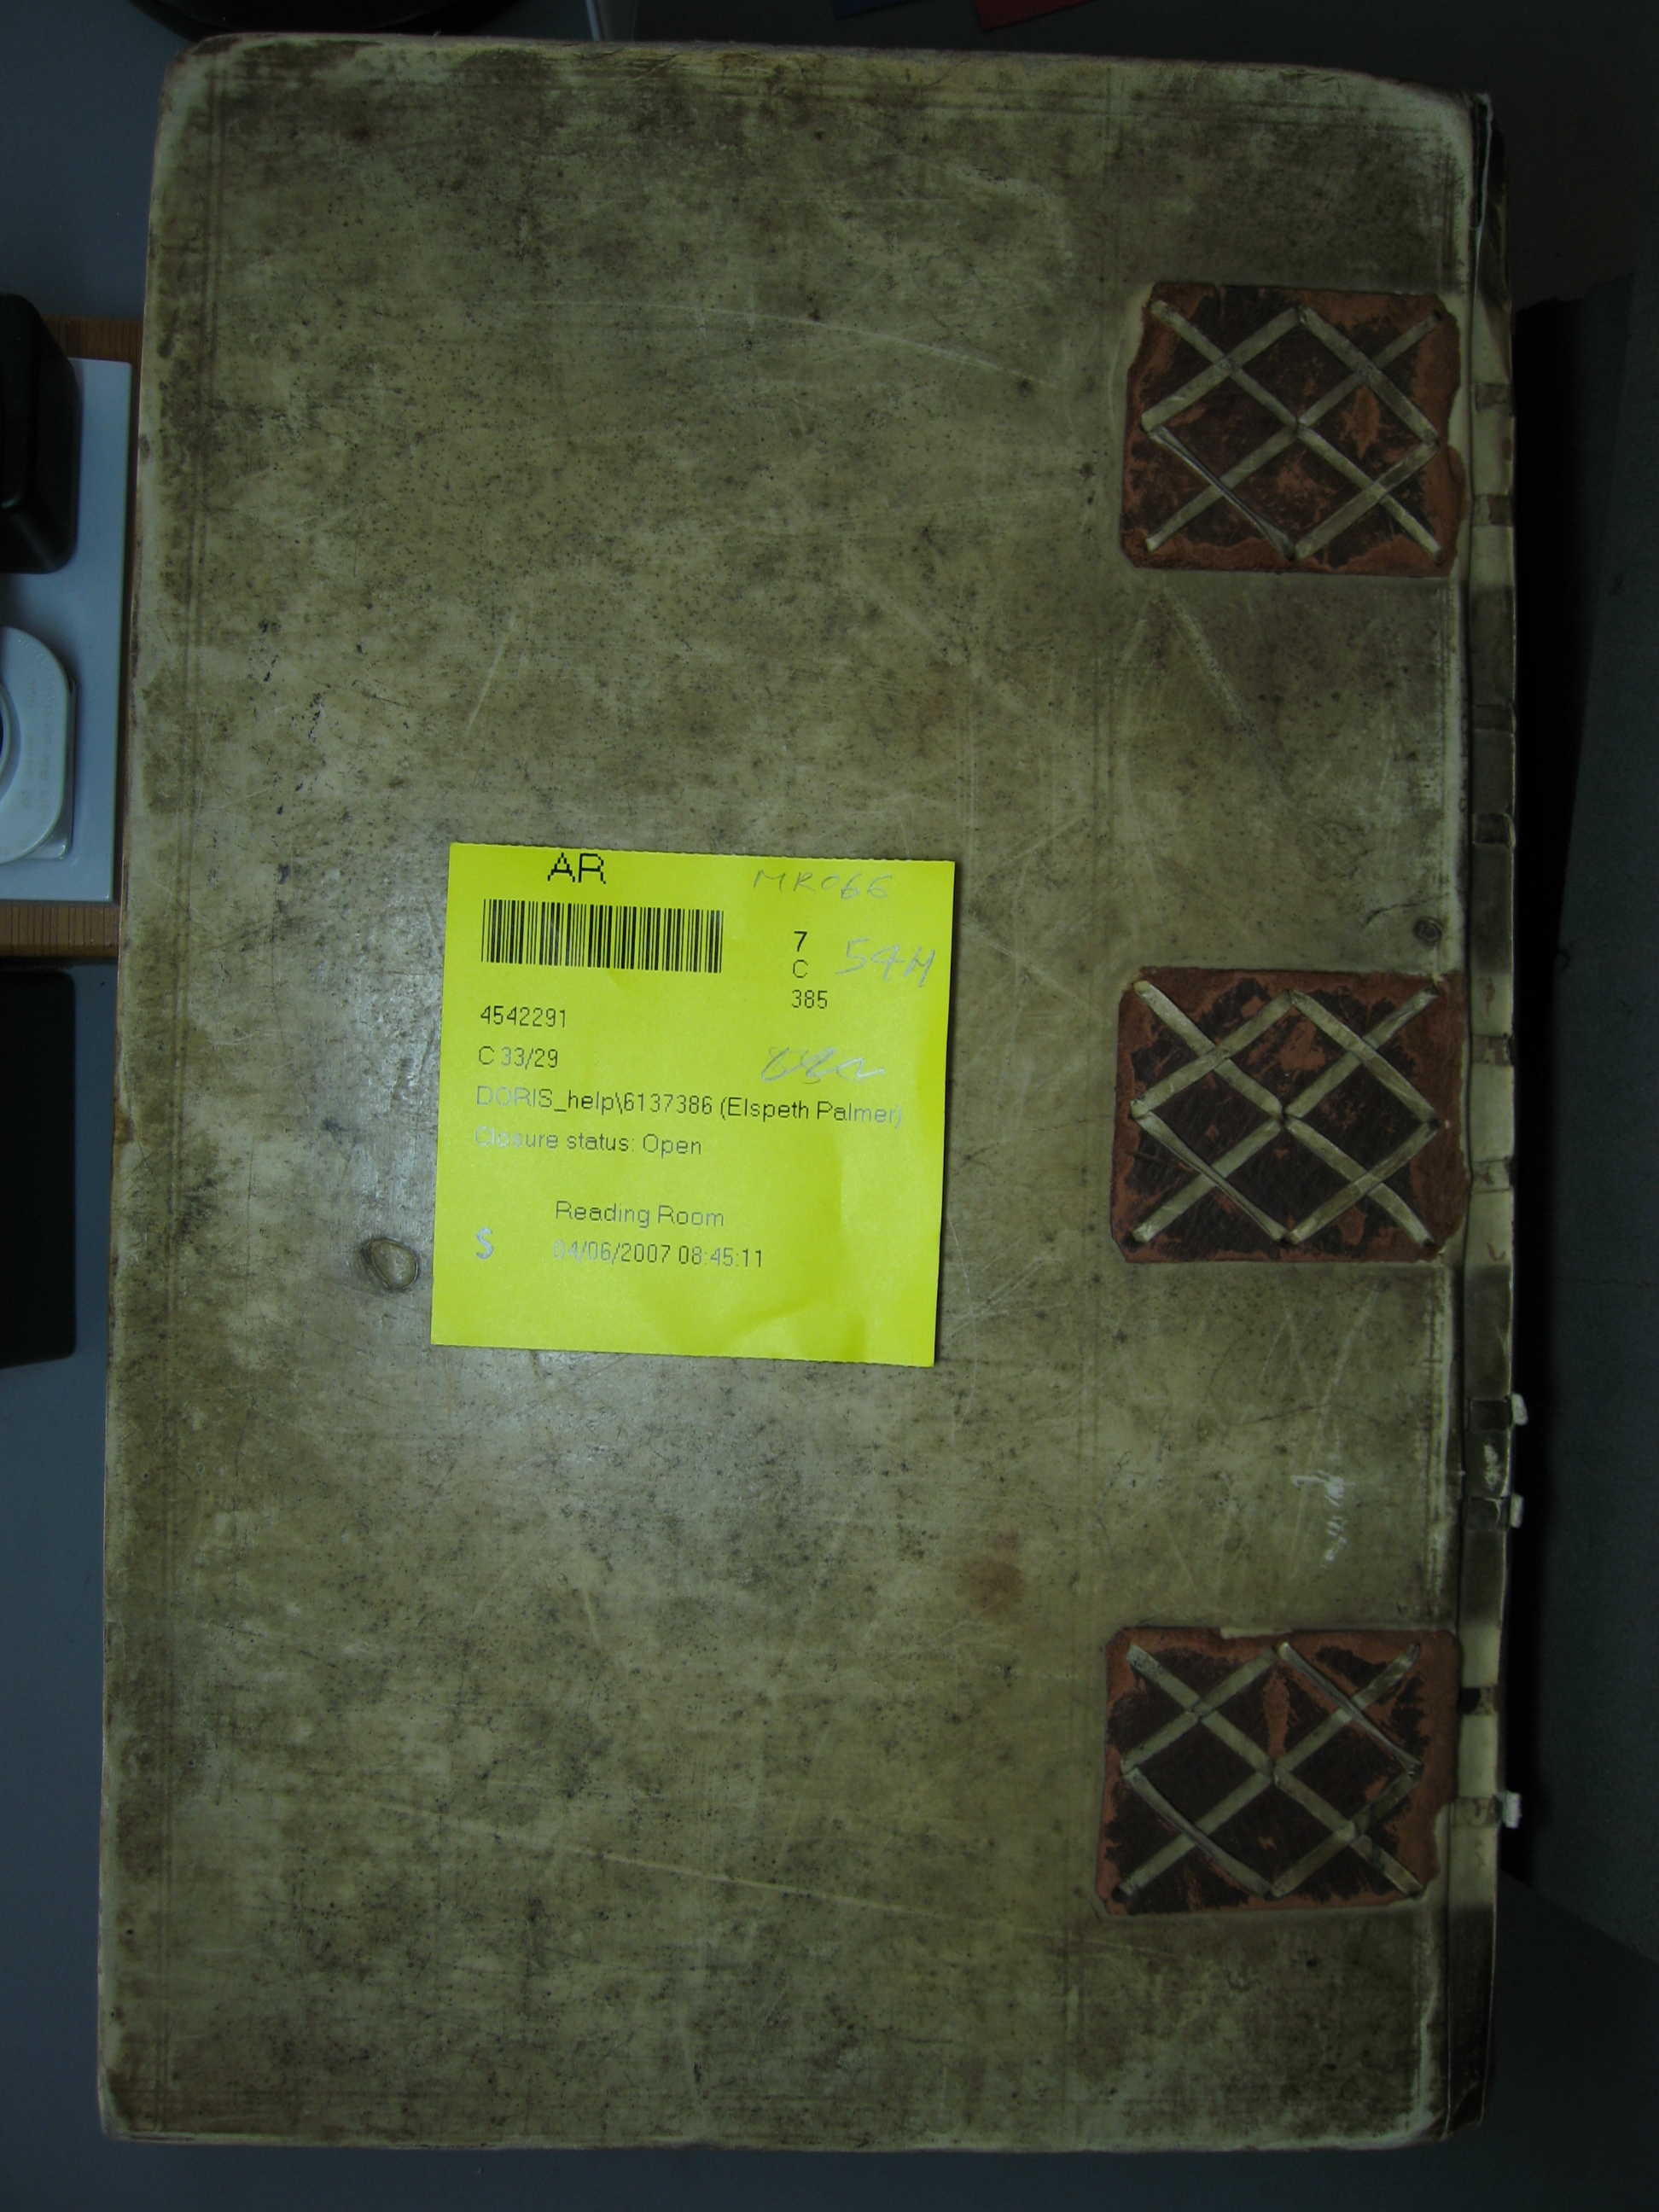 AR
MR066
7
C 54H
385
4542291
C 33/29
DORIS_help\6137386 (Elspeth Palmer)
Closure status: Open
Reading Room
S 04/06/2007 08:45:11